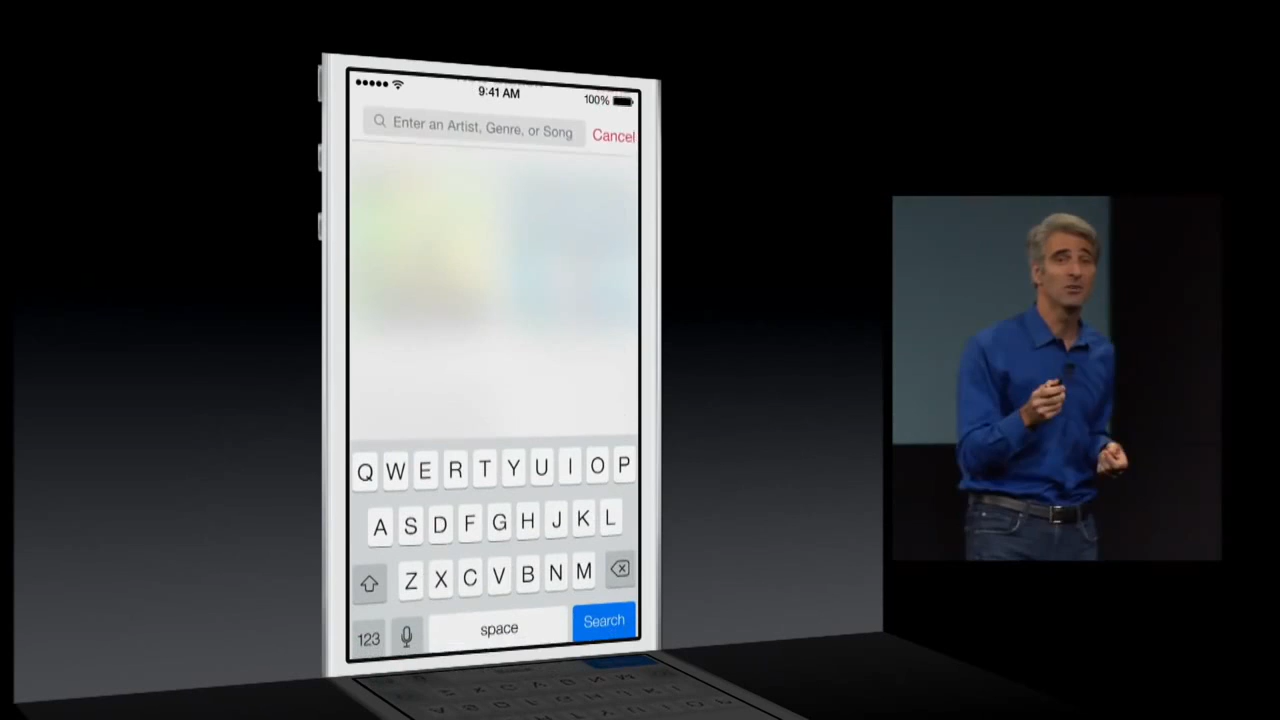 9:41 AM
100%
Enter an Artist, Genre, or Song
Cancel
Q W E R T Y U I O P
A S D F G H J K L
Z X C V B N M
123
space
Search